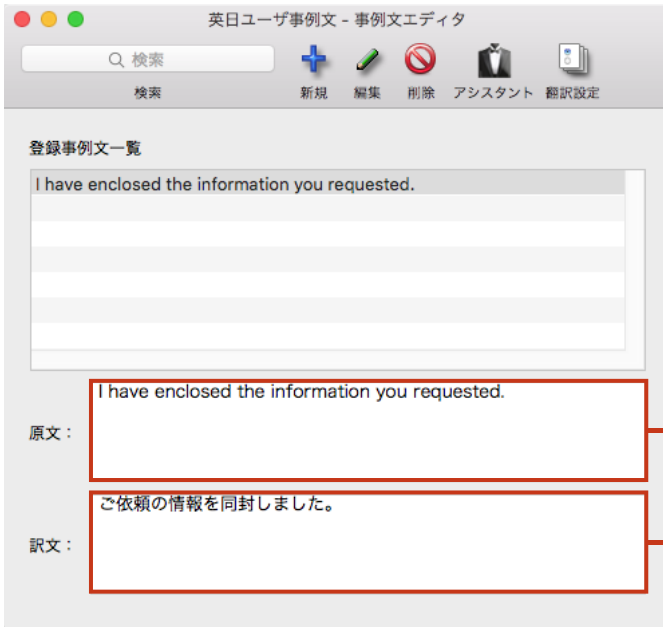 英日ユーザ事例文 - 事例文エディタ
検索
検索 新規 編集 削除 アシスタント 翻訳設定
登録事例文一覧
I have enclosed the information you requested.
I have enclosed the information you requested.
原文：
ご依頼の情報を同封しました。
訳文：